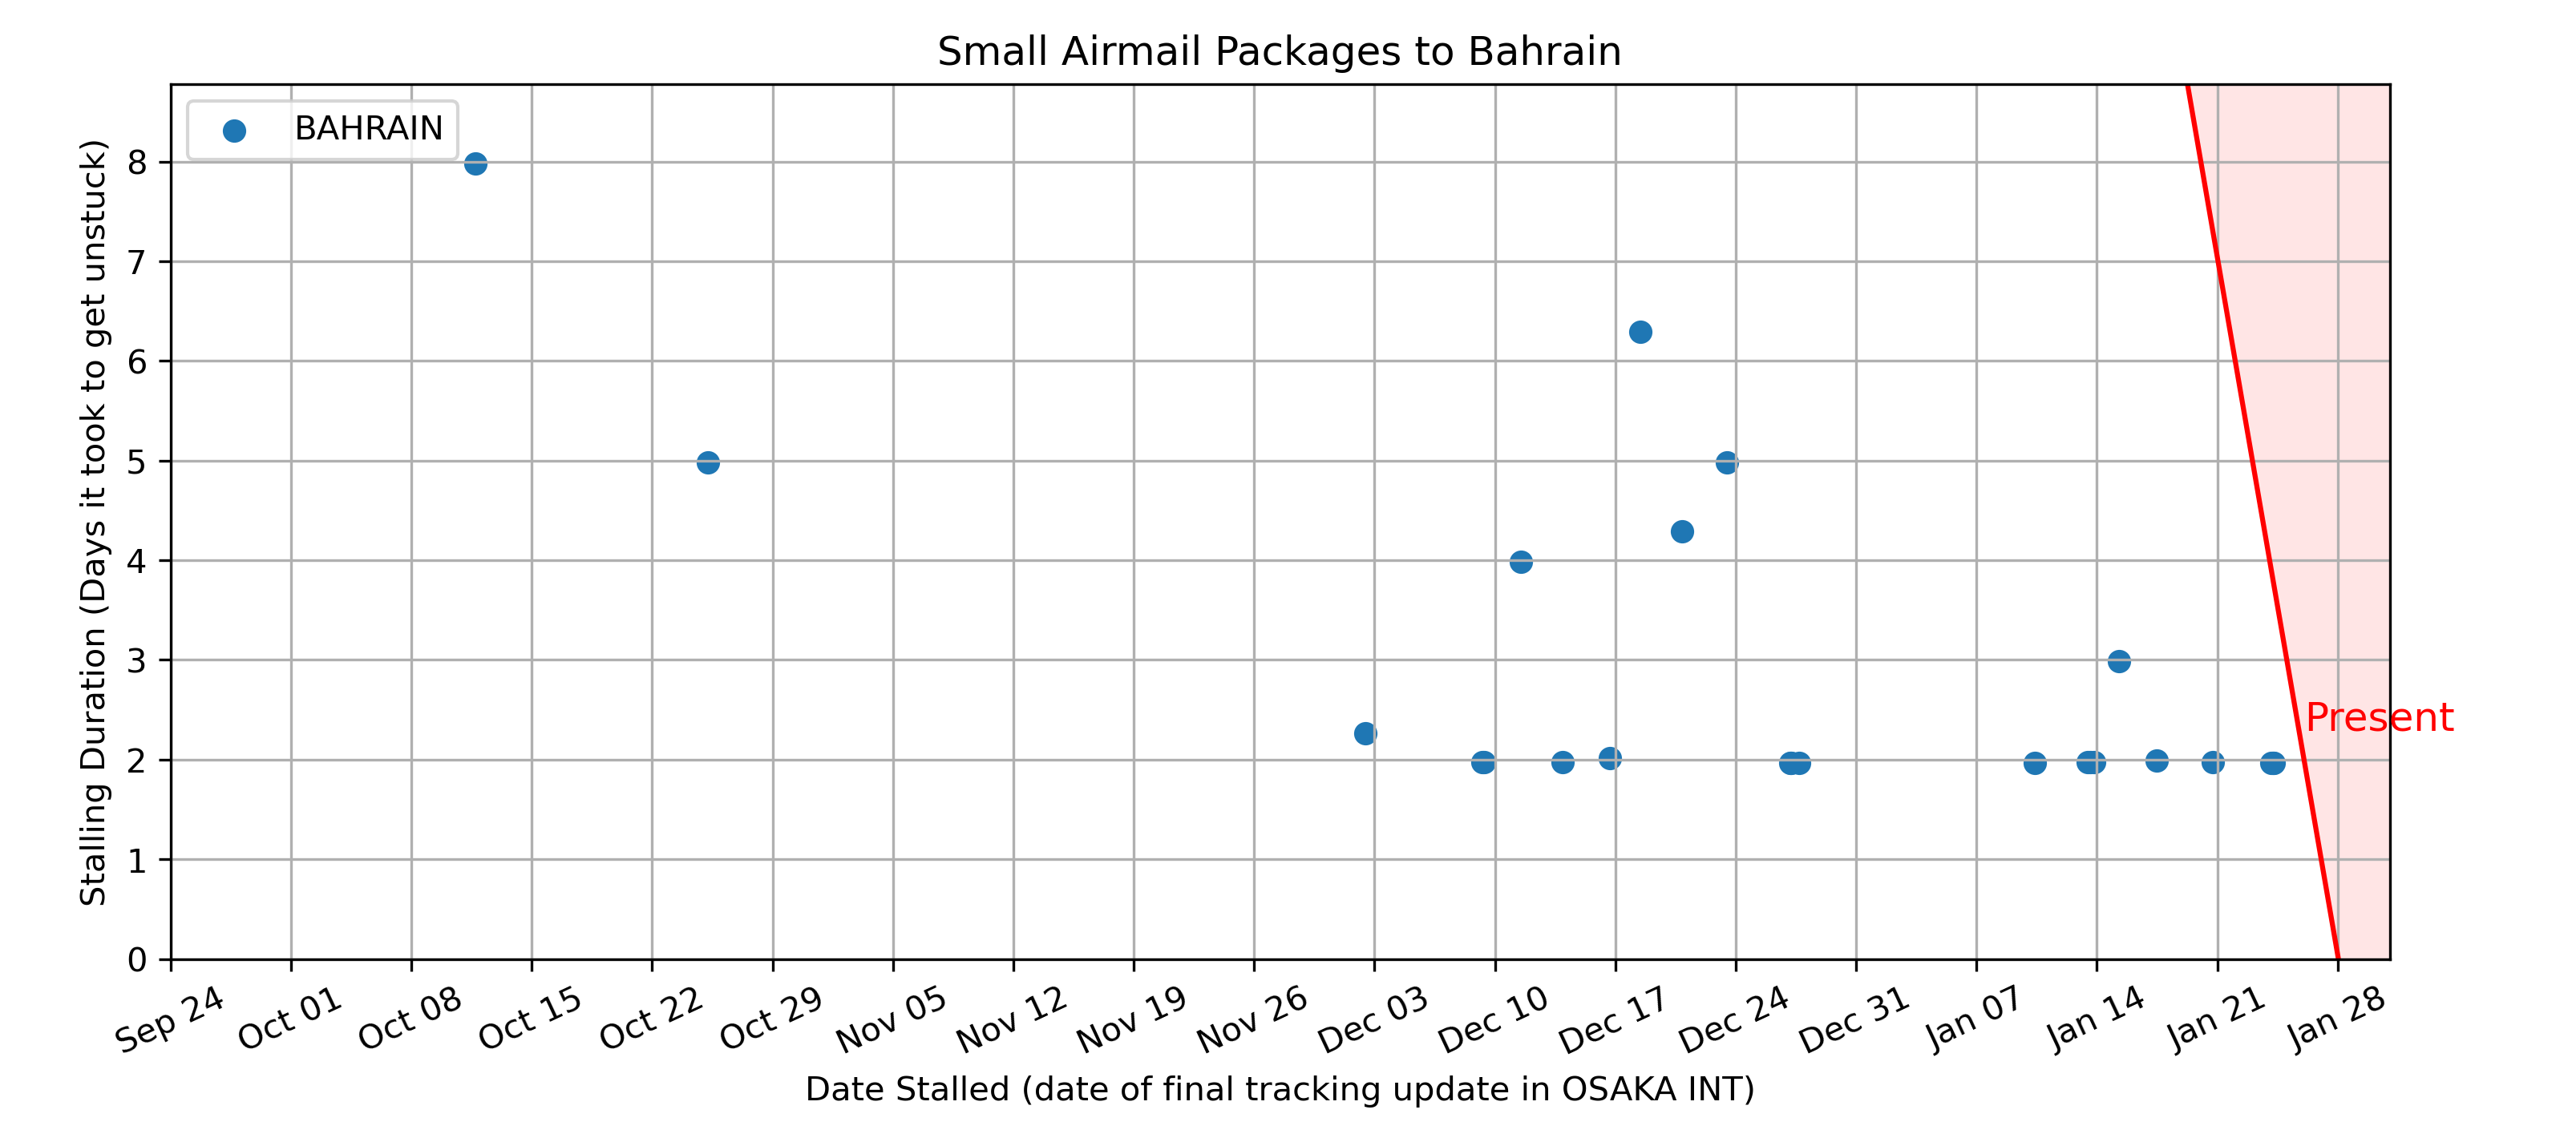 Small Airmail Packages to Bahrain
BAHRAIN
Stalling Duration (Days it took to get unstuck)
8
7
6
5
4
3
2
1
0
Present
Sep 24
Oct 01
Oct 08
Oct 15
Oct 22
Oct 29
Nov 05
Nov 12
Nov 19
Nov 26
Dec 03
Dec 10
Dec 17
Dec 24
Dec 31
Jan 07
Jan 14
Jan 21
Jan 28
Date Stalled (date of final tracking update in OSAKA INT)